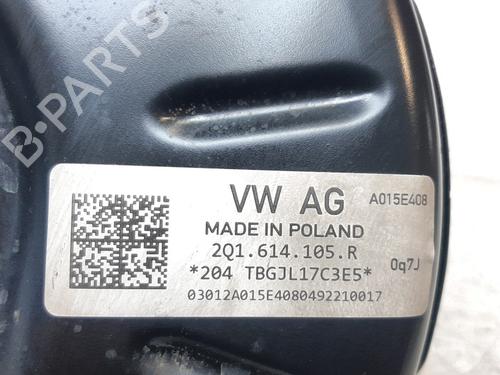 B-PARTS
VW AG
A015E408
MADE IN POLAND
2Q1.614.105.R
*204 TBGJL17C3E5*
0q7J
03012A015E4080492210017